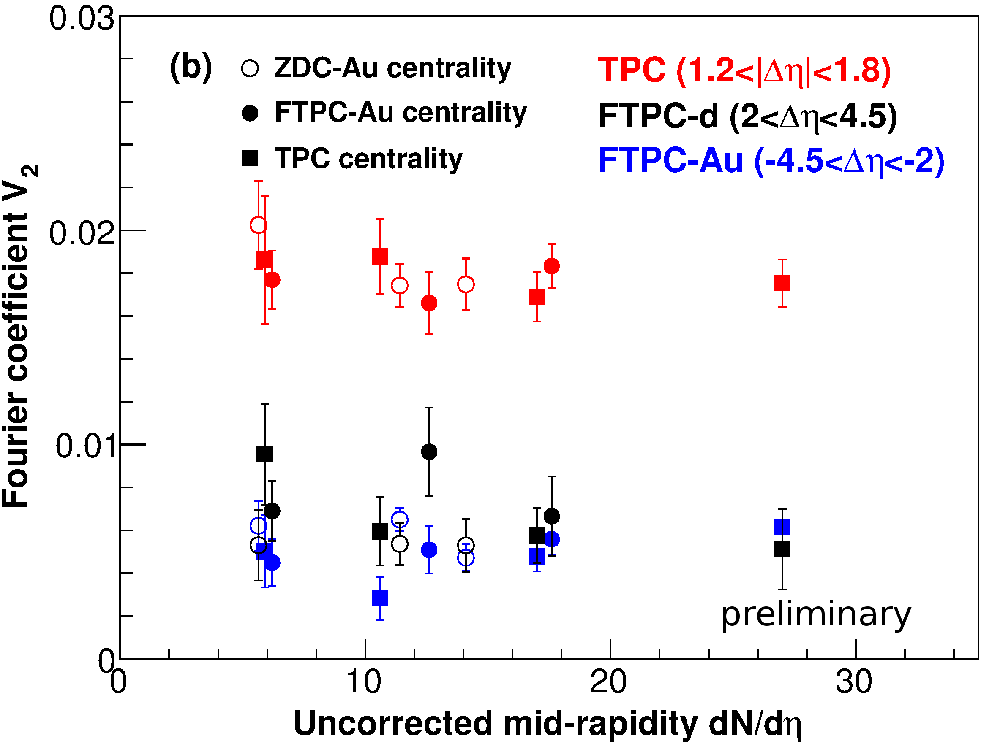 0.03
(b)
ZDC-Au centrality
FTPC-Au centrality
TPC centrality
TPC (1.2<|Δη|<1.8)
FTPC-d (2<Δη<4.5)
FTPC-Au (-4.5<Δη<-2)
Fourier coefficient V2
0.02
0.01
preliminary
0
0
10
20
30
Uncorrected mid-rapidity dN/dη